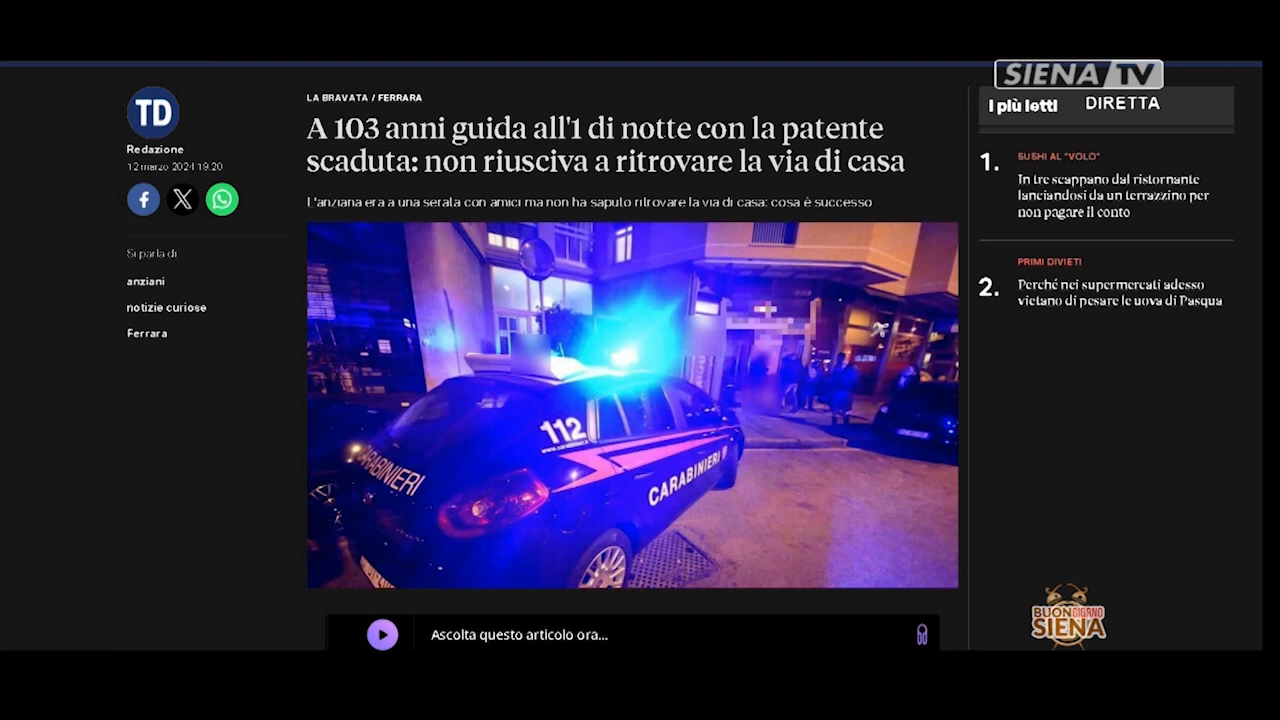 SIENA TV
DIRETTA
TD
Redazione
12 marzo 2024 19:20
Si parla di
anziani
notizie curiose
Ferrara
LA BRAVATA / FERRARA
A 103 anni guida all'1 di notte con la patente
scaduta: non riusciva a ritrovare la via di casa
L'anziana era a una serata con amici ma non ha saputo ritrovare la via di casa: cosa è successo
112
www.carabinieri.it
CARABINIERI
CARABINIERI
Ascolta questo articolo ora...
I più letti
1.
SUSHI AL "VOLO"
In tre scappano dal ristorante
lanciandosi da un terrazzino per
non pagare il conto
2.
PRIMI DIVIETI
Perché nei supermercati adesso
vietano di pesare le uova di Pasqua
BUONGIORNO
SIENA